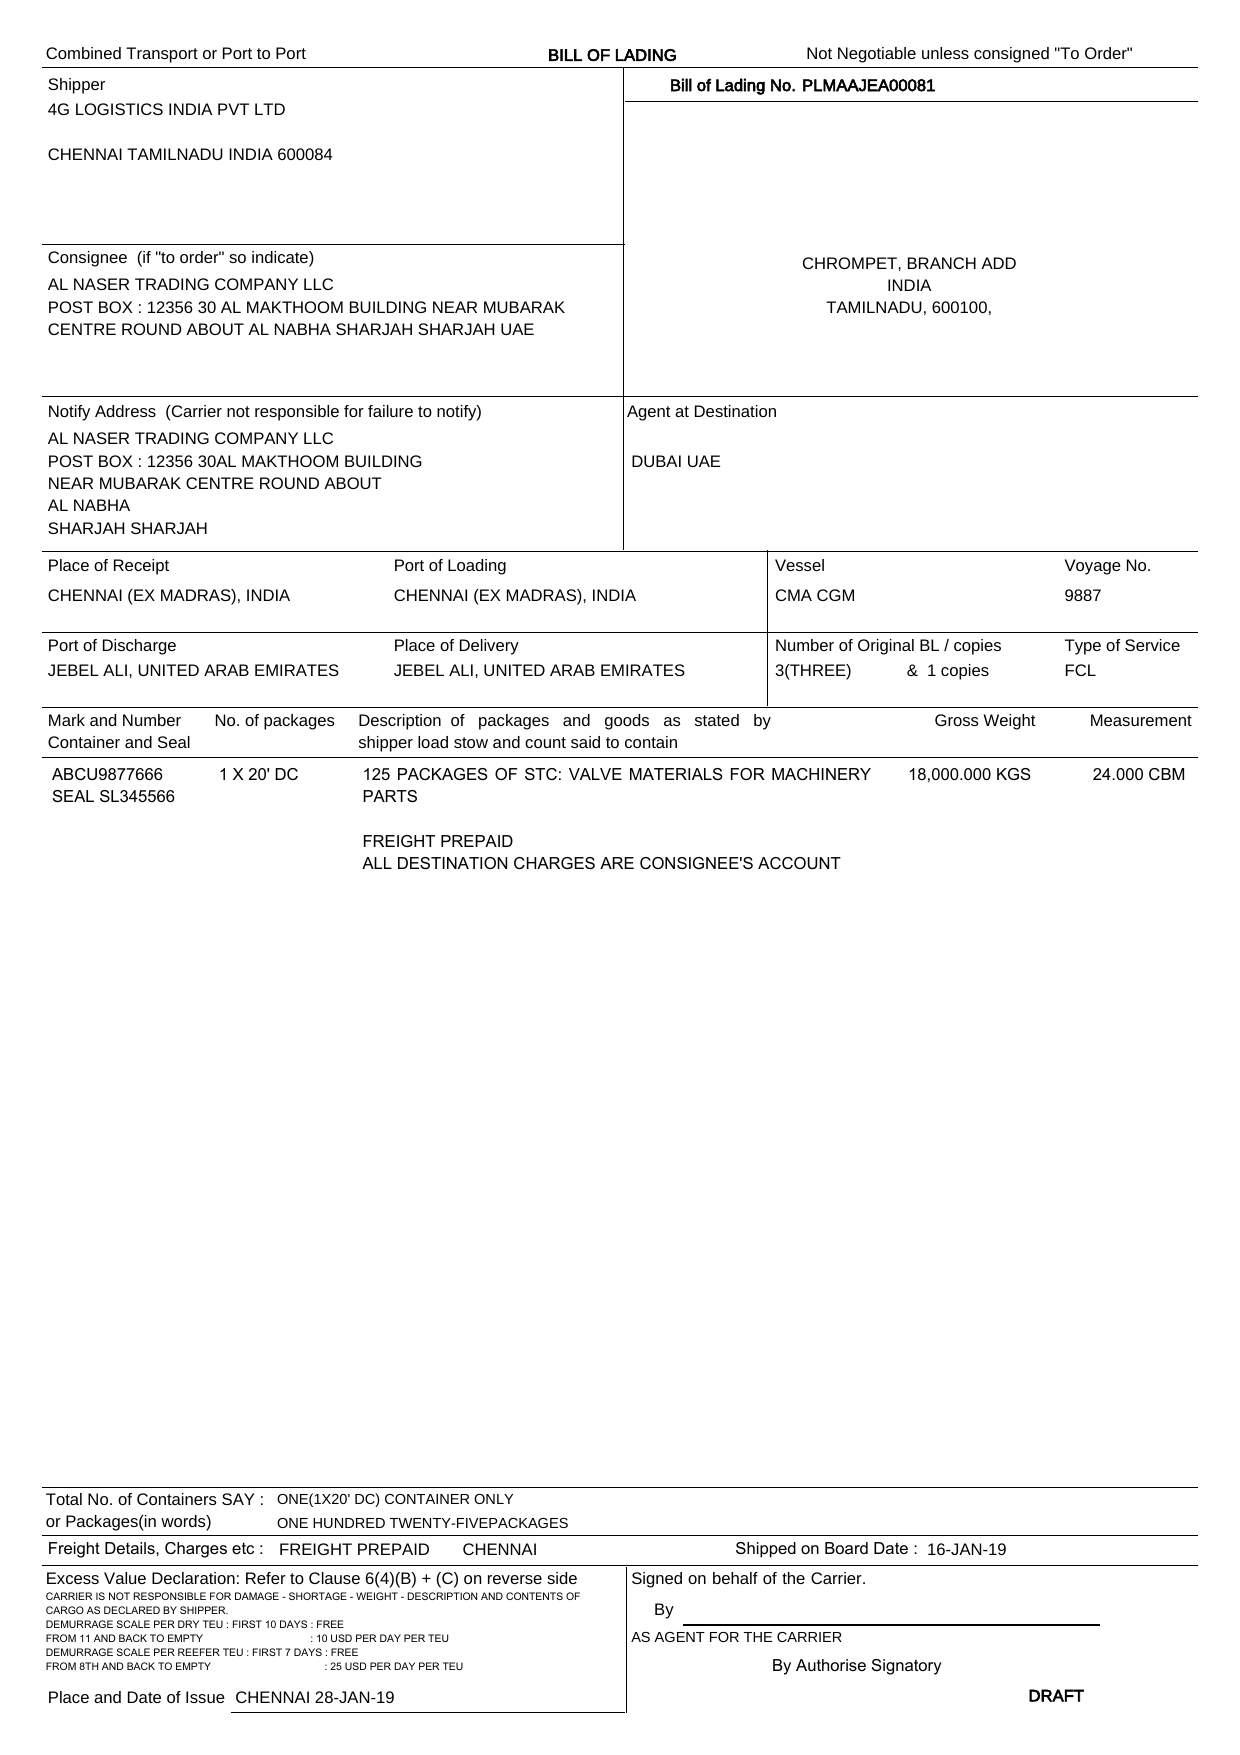 Combined Transport or Port to Port BILL OF LADING Not Negotiable unless consigned "To Order"
Shipper
4G LOGISTICS INDIA PVT LTD
CHENNAI TAMILNADU INDIA 600084
Bill of Lading No. PLMAAJEA00081
Consignee (if "to order" so indicate)
AL NASER TRADING COMPANY LLC
POST BOX : 12356 30 AL MAKTHOOM BUILDING NEAR MUBARAK
CENTRE ROUND ABOUT AL NABHA SHARJAH SHARJAH UAE
CHROMPET, BRANCH ADD
INDIA
TAMILNADU, 600100,
Notify Address (Carrier not responsible for failure to notify)
AL NASER TRADING COMPANY LLC
POST BOX : 12356 30AL MAKTHOOM BUILDING
NEAR MUBARAK CENTRE ROUND ABOUT
AL NABHA
SHARJAH SHARJAH
Agent at Destination
DUBAI UAE
Place of Receipt Port of Loading Vessel Voyage No.
CHENNAI (EX MADRAS), INDIA CHENNAI (EX MADRAS), INDIA CMA CGM 9887
Port of Discharge Place of Delivery Number of Original BL / copies Type of Service
JEBEL ALI, UNITED ARAB EMIRATES JEBEL ALI, UNITED ARAB EMIRATES 3(THREE) & 1 copies FCL
Mark and Number No. of packages Description of packages and goods as stated by Gross Weight Measurement
Container and Seal shipper load stow and count said to contain
ABCU9877666 1 X 20' DC 125 PACKAGES OF STC: VALVE MATERIALS FOR MACHINERY 18,000.000 KGS 24.000 CBM
SEAL SL345566 PARTS
FREIGHT PREPAID
ALL DESTINATION CHARGES ARE CONSIGNEE'S ACCOUNT
Total No. of Containers SAY : ONE(1X20' DC) CONTAINER ONLY
or Packages(in words) ONE HUNDRED TWENTY-FIVEPACKAGES
Freight Details, Charges etc : FREIGHT PREPAID CHENNAI Shipped on Board Date : 16-JAN-19
Excess Value Declaration: Refer to Clause 6(4)(B) + (C) on reverse side
CARRIER IS NOT RESPONSIBLE FOR DAMAGE - SHORTAGE - WEIGHT - DESCRIPTION AND CONTENTS OF
CARGO AS DECLARED BY SHIPPER.
DEMURRAGE SCALE PER DRY TEU : FIRST 10 DAYS : FREE
FROM 11 AND BACK TO EMPTY : 10 USD PER DAY PER TEU
DEMURRAGE SCALE PER REEFER TEU : FIRST 7 DAYS : FREE
FROM 8TH AND BACK TO EMPTY : 25 USD PER DAY PER TEU
Place and Date of Issue CHENNAI 28-JAN-19
Signed on behalf of the Carrier.
By
AS AGENT FOR THE CARRIER
By Authorise Signatory
DRAFT